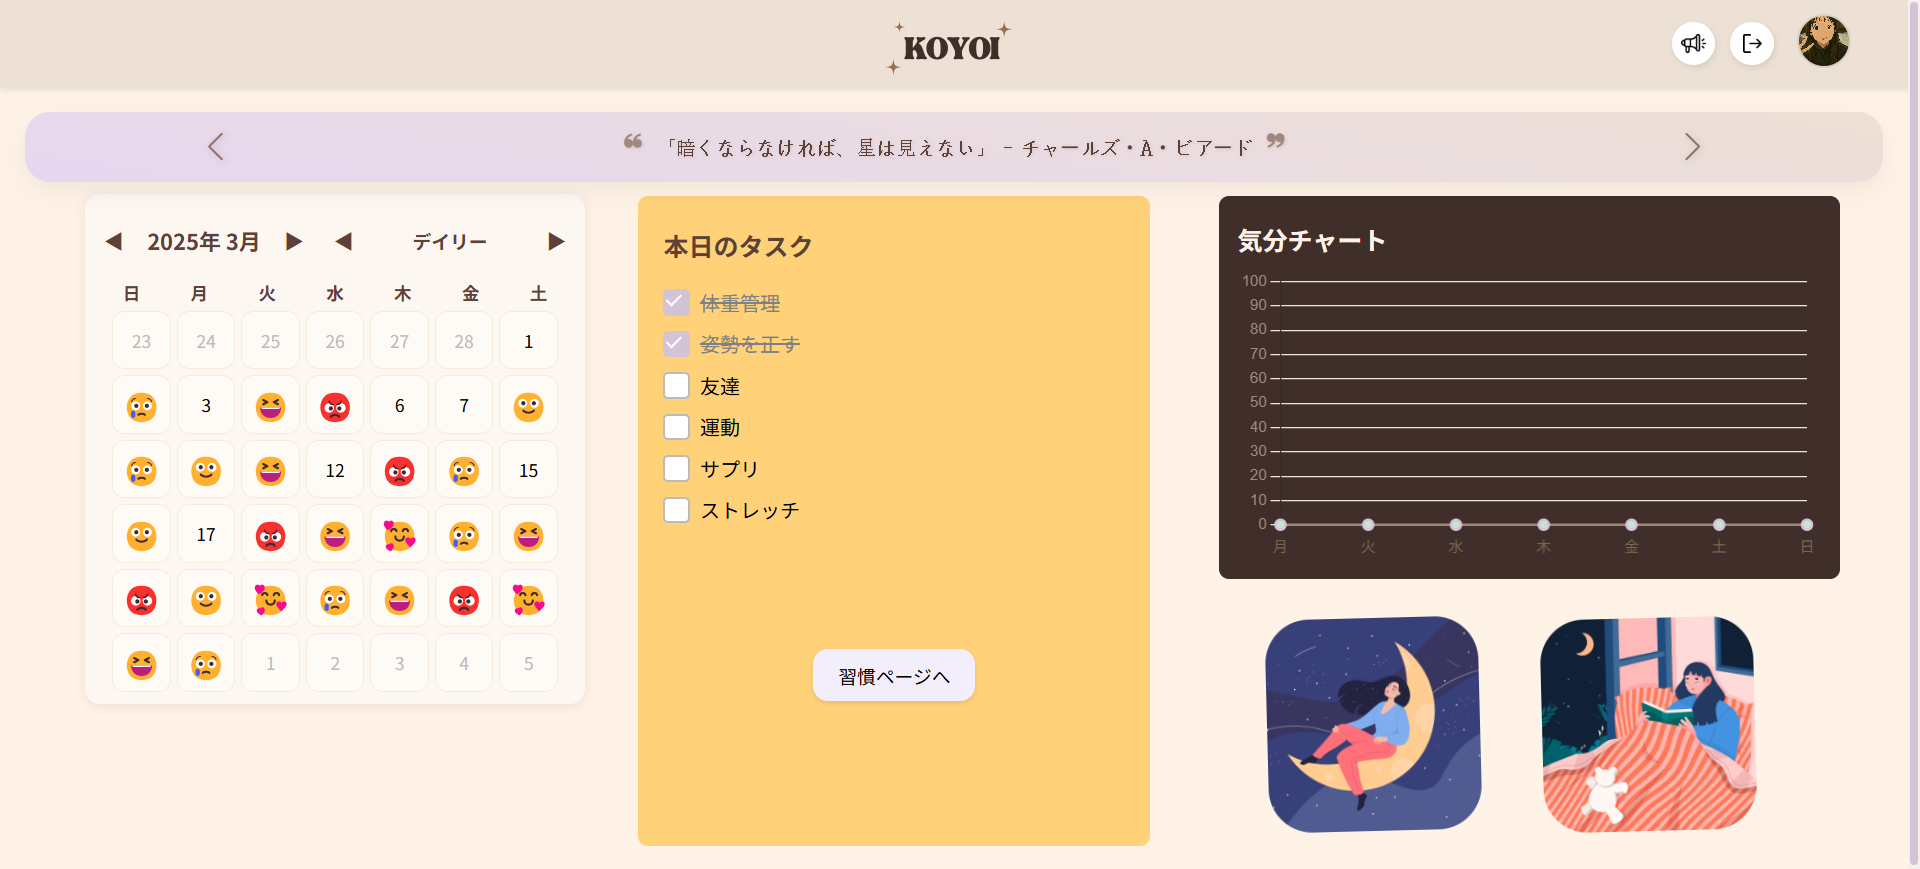 KOYOI
❝ 「暗くならなければ、星は見えない」 - チャールズ・A・ビアード ❞
◀ 2025年 3月 ▶ ◀ デイリー ▶
日 月 火 水 木 金 土
23 24 25 26 27 28 1
3 6 7
12 15
17
1 2 3 4 5
本日のタスク
体重管理
姿勢を正す
友達
運動
サプリ
ストレッチ
習慣ページへ
気分チャート
100
90
80
70
60
50
40
30
20
10
0
月 火 水 木 金 土 日